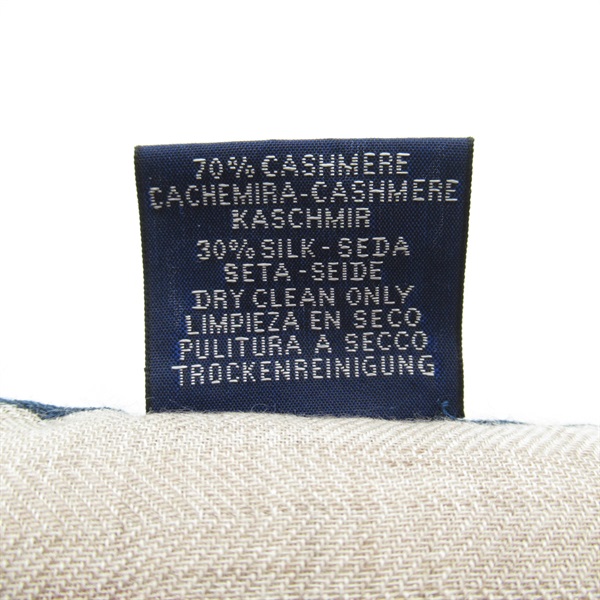 70% CASHMERE
CACHEMIRA-CASHMERE
KASCHMIR
30% SILK - SEDA
SETA - SEIDE
DRY CLEAN ONLY
LIMPIEZA EN SECO
PULITURA A SECCO
TROCKENREINIGUNG